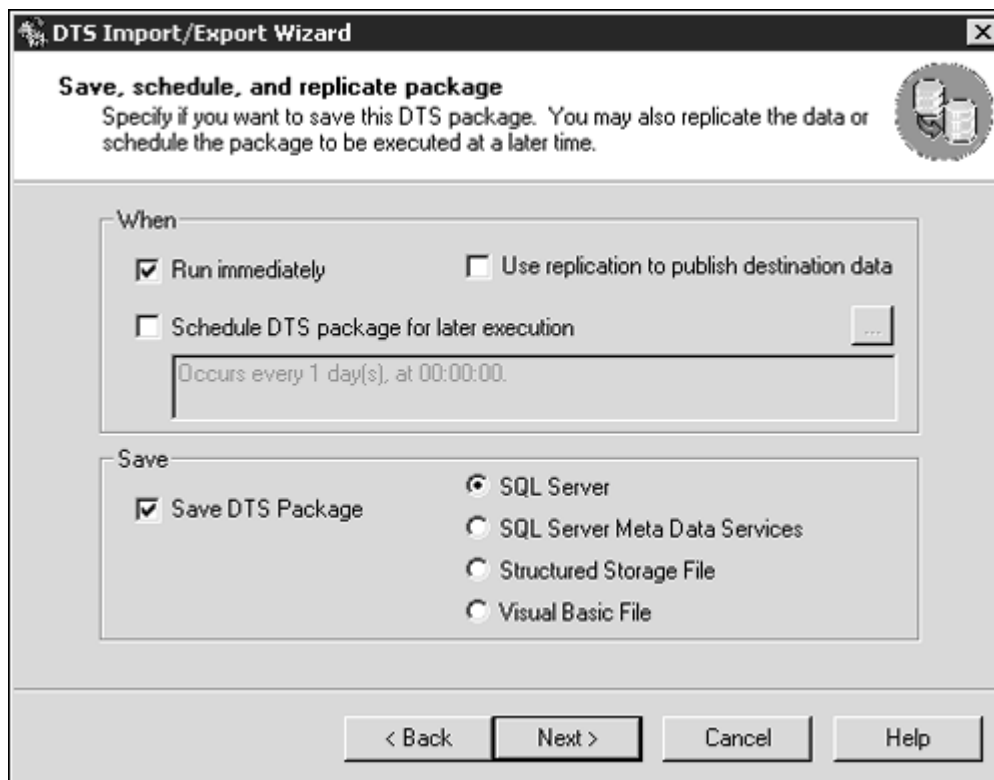 DTS Import/Export Wizard
Save, schedule, and replicate package
Specify if you want to save this DTS package. You may also replicate the data or
schedule the package to be executed at a later time.
When
Run immediately
Use replication to publish destination data
Schedule DTS package for later execution
...
Occurs every 1 day(s), at 00:00:00.
Save
Save DTS Package
SQL Server
SQL Server Meta Data Services
Structured Storage File
Visual Basic File
< Back
Next >
Cancel
Help